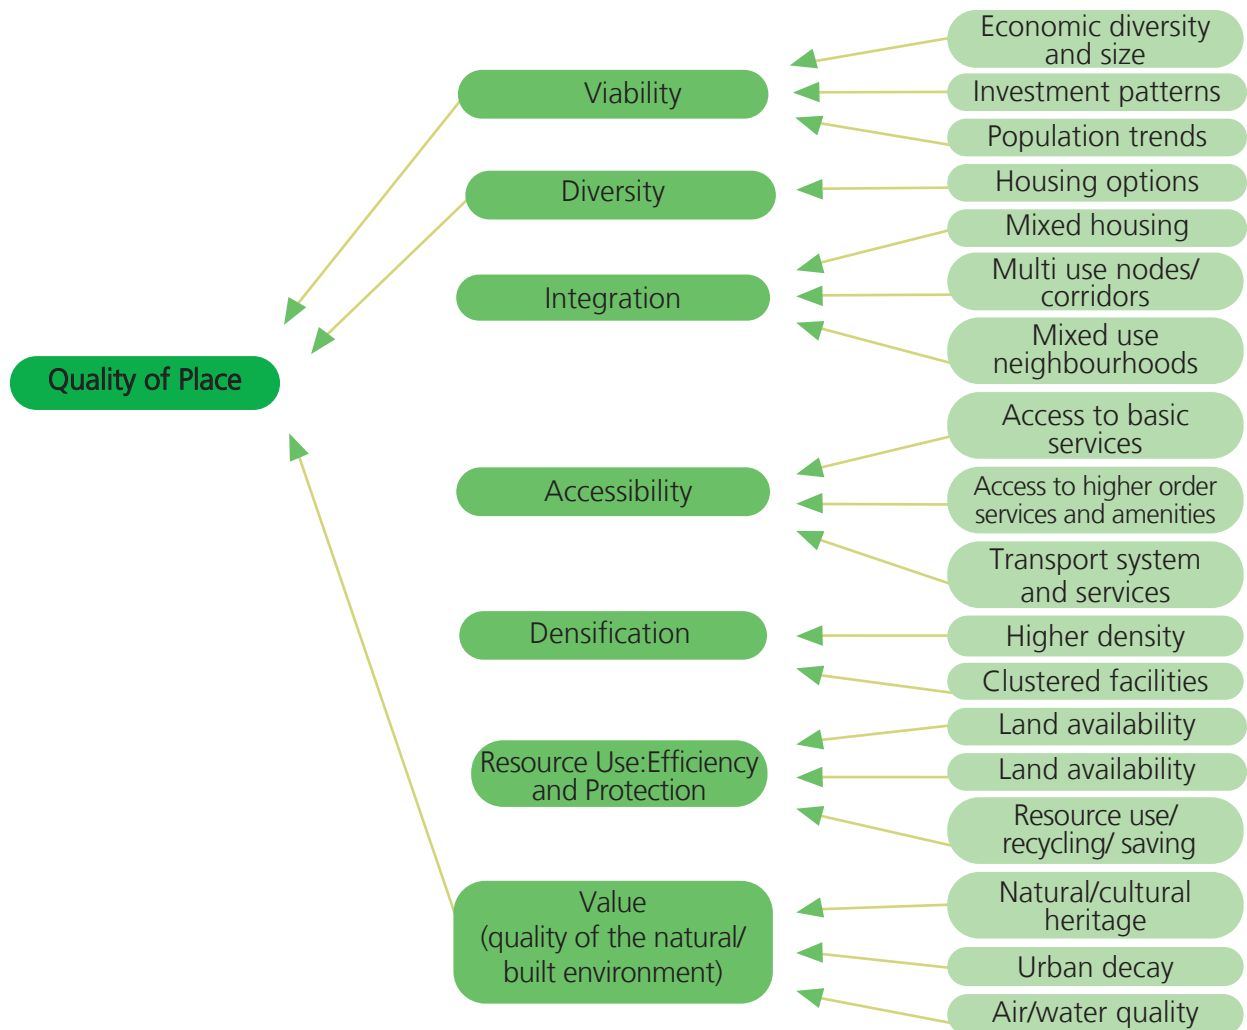 Quality of Place
Viability
Diversity
Integration
Accessibility
Densification
Resource Use:Efficiency
and Protection
Value
(quality of the natural/
built environment)
Economic diversity
and size
Investment patterns
Population trends
Housing options
Mixed housing
Multi use nodes/
corridors
Mixed use
neighbourhoods
Access to basic
services
Access to higher order
services and amenities
Transport system
and services
Higher density
Clustered facilities
Land availability
Land availability
Resource use/
recycling/ saving
Natural/cultural
heritage
Urban decay
Air/water quality